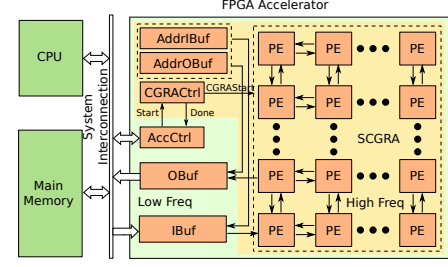 FPGA Accelerator
CPU
Main
Memory
System
Interconnection
AddrIBuf
AddrOBuf
CGRACtrl
CGRAStart
Start
Done
AccCtrl
OBuf
Low Freq
IBuf
PE PE PE
PE PE PE
SCGRA
PE PE PE
High Freq
PE PE PE